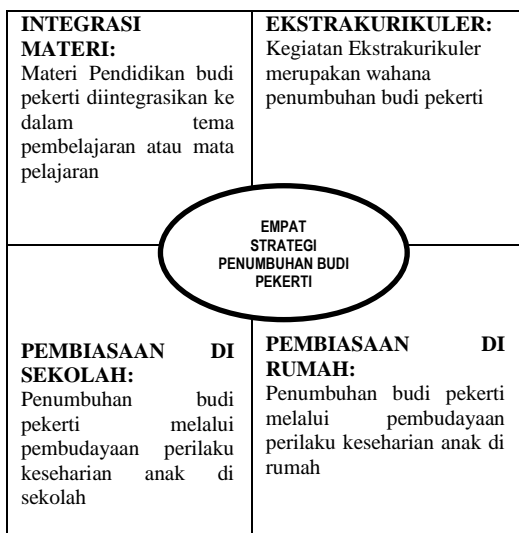 INTEGRASI
MATERI:
Materi Pendidikan budi
pekerti diintegrasikan ke
dalam tema
pembelajaran atau mata
pelajaran
EKSTRAKURIKULER:
Kegiatan Ekstrakurikuler
merupakan wahana
penumbuhan budi pekerti
EMPAT
STRATEGI
PENUMBUHAN BUDI
PEKERTI
PEMBIASAAN DI
SEKOLAH:
Penumbuhan budi
pekerti melalui
pembudayaan perilaku
keseharian anak di
sekolah
PEMBIASAAN DI
RUMAH:
Penumbuhan budi pekerti
melalui pembudayaan
perilaku keseharian anak di
rumah